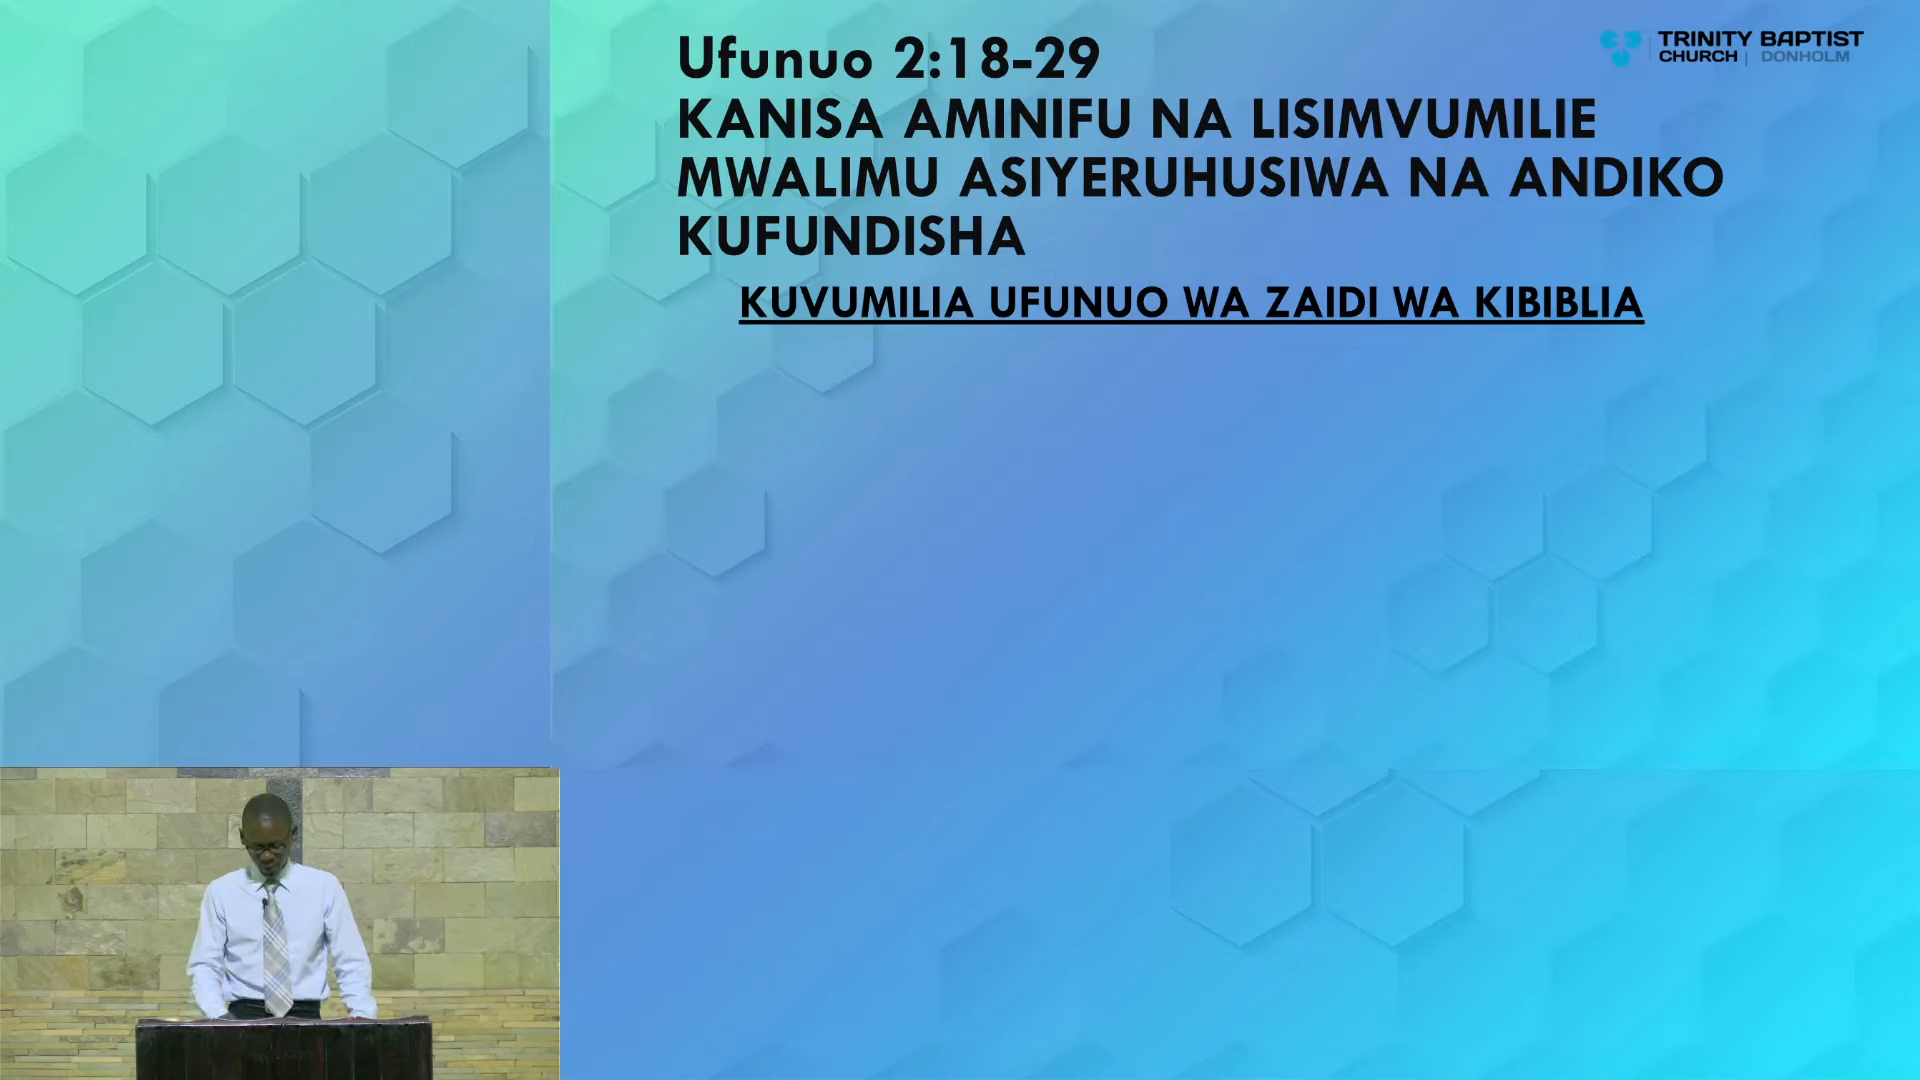 Ufunuo 2:18-29
KANISA AMINIFU NA LISIMVUMILIE
MWALIMU ASIYERUHUSIWA NA ANDIKO
KUFUNDISHA
KUVUMILIA UFUNUO WA ZAIDI WA KIBIBLIA
TRINITY BAPTIST
CHURCH | DONHOLM